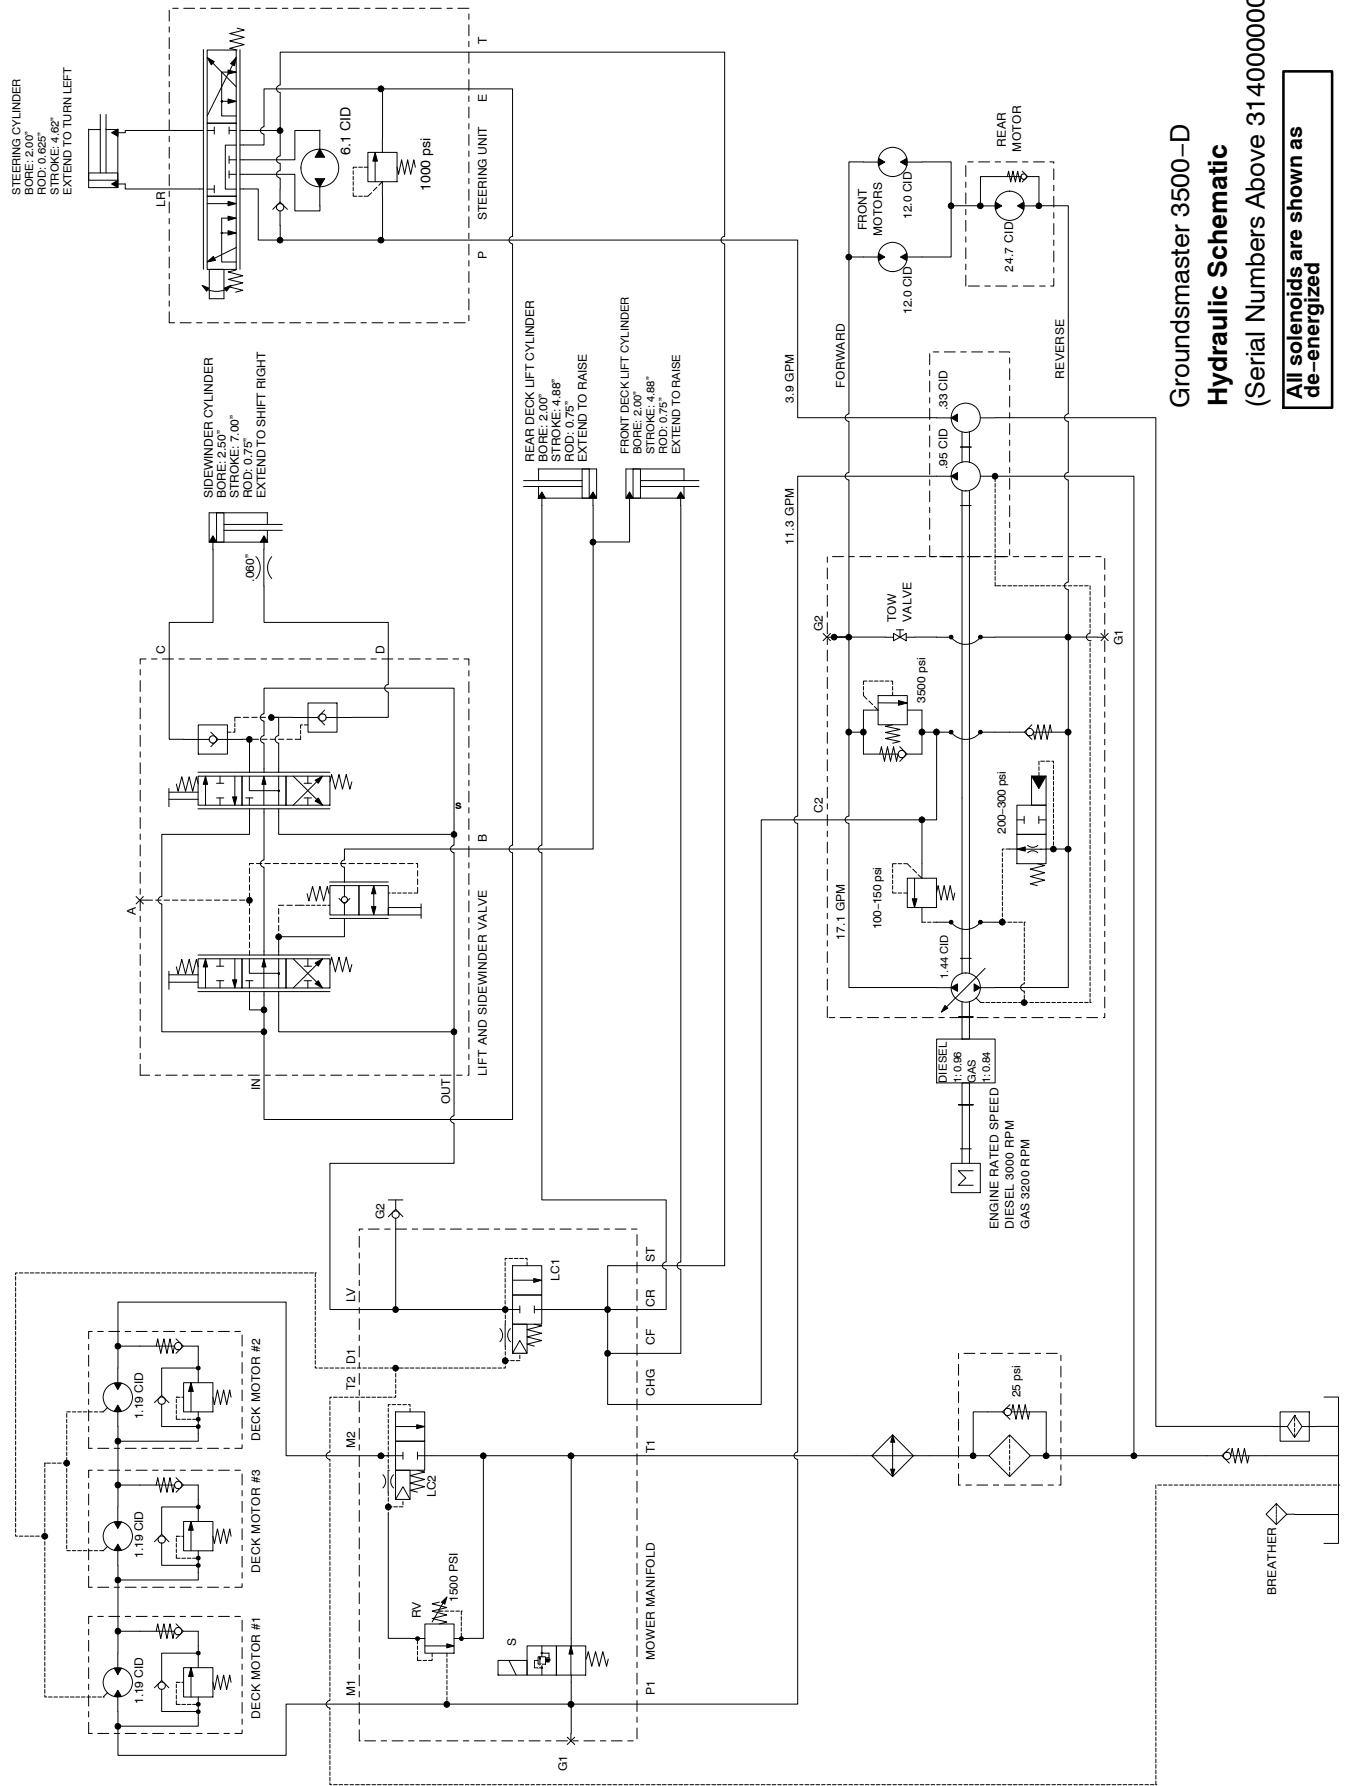 STEERING CYLINDER
BORE: 2.00"
ROD: 0.625"
STROKE: 4.62"
EXTEND TO TURN LEFT
LR
6.1 CID
1000 psi
P
STEERING UNIT
E
T
SIDEWINDER CYLINDER
BORE: 2.50"
STROKE: 7.00"
ROD: 0.75"
EXTEND TO SHIFT RIGHT
.060"
C
D
A
B
s
IN
OUT
LIFT AND SIDEWINDER VALVE
REAR DECK LIFT CYLINDER
BORE: 2.00"
STROKE: 4.88"
ROD: 0.75"
EXTEND TO RAISE
FRONT DECK LIFT CYLINDER
BORE: 2.00"
STROKE: 4.88"
ROD: 0.75"
EXTEND TO RAISE
DECK MOTOR #1
1.19 CID
DECK MOTOR #3
1.19 CID
DECK MOTOR #2
1.19 CID
M1
M2
T2
D1
LV
G2
RV
1500 PSI
LC2
LC1
S
G1
P1
MOWER MANIFOLD
T1
CHG
CF
CR
ST
11.3 GPM
3.9 GPM
FRONT
MOTORS
12.0 CID
12.0 CID
REAR
MOTOR
24.7 CID
FORWARD
REVERSE
.95 CID
.33 CID
G2
TOW
VALVE
G1
3500 psi
C2
200-300 psi
100-150 psi
17.1 GPM
1.44 CID
DIESEL
1: 0.96
GAS
1: 0.84
M
ENGINE RATED SPEED
DIESEL 3000 RPM
GAS 3200 RPM
25 psi
BREATHER
Groundsmaster 3500-D
Hydraulic Schematic
(Serial Numbers Above 314000000
All solenoids are shown as
de-energized